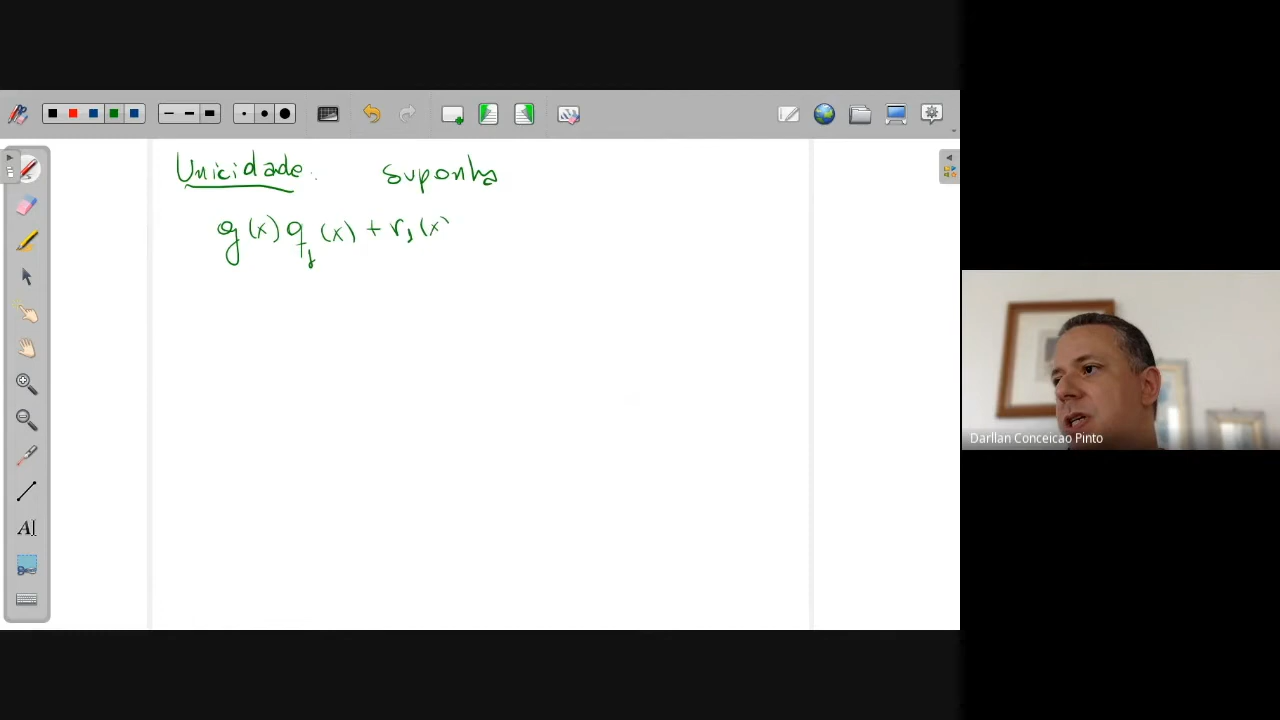 Unicidade. Suponha
g(x) q₁(x) + r₁(x)
Darllan Conceicao Pinto